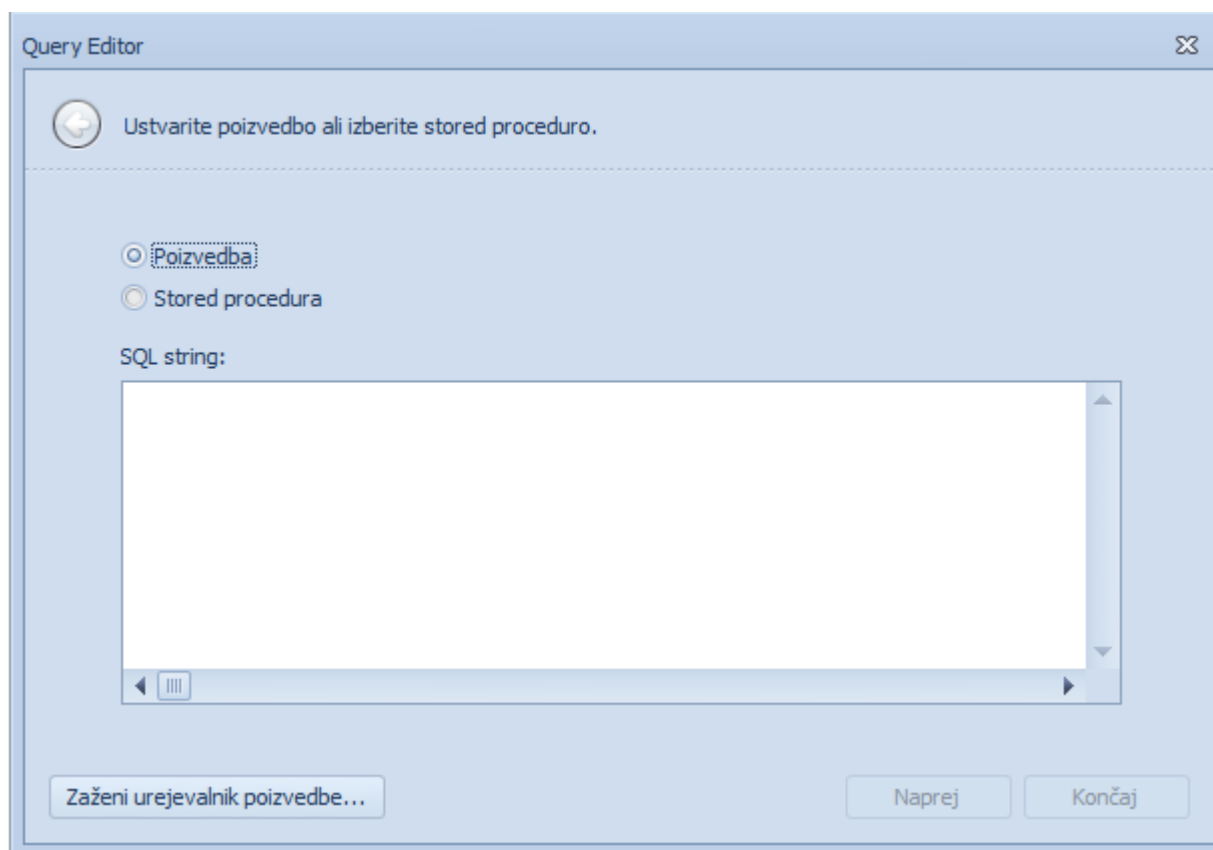 Query Editor
Ustvarite poizvedbo ali izberite stored proceduro.
Poizvedba
Stored procedura
SQL string:
Zaženi urejevalnik poizvedbe...
Naprej
Končaj